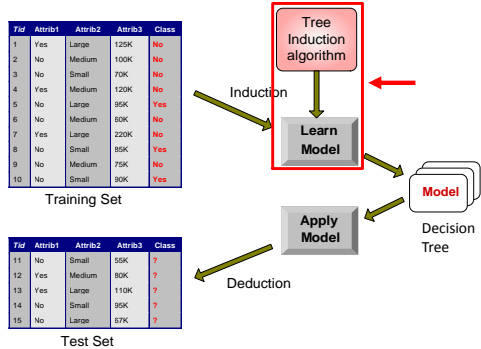 Tid Attrib1 Attrib2 Attrib3 Class
1 Yes Large 125K No
2 No Medium 100K No
3 No Small 70K No
4 Yes Medium 120K No
5 No Large 95K Yes
6 No Medium 60K No
7 Yes Large 220K No
8 No Small 85K Yes
9 No Medium 75K No
10 No Small 90K Yes
Training Set
Tree
Induction
algorithm
Induction
Learn
Model
Model
Decision
Tree
Apply
Model
Deduction
Tid Attrib1 Attrib2 Attrib3 Class
11 No Small 55K ?
12 Yes Medium 80K ?
13 Yes Large 110K ?
14 No Small 95K ?
15 No Large 67K ?
Test Set